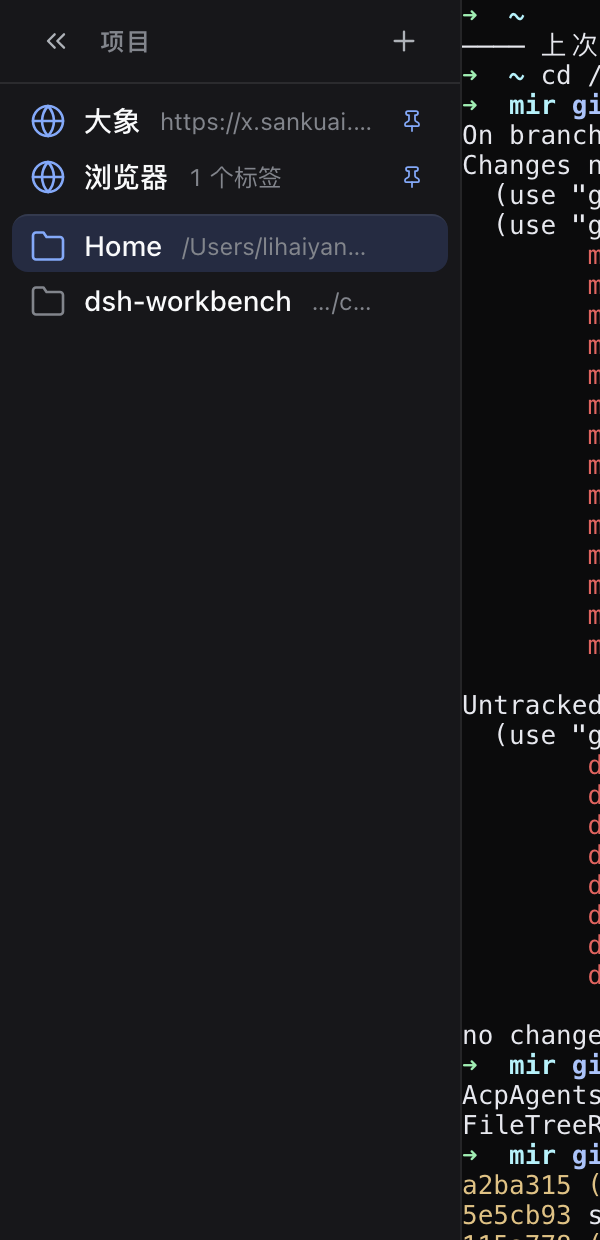 项目
大象 https://x.sankuai....
浏览器 1 个标签
Home /Users/lihaiyan...
dsh-workbench .../c...
→ ~
──── 上次
→ ~ cd /
→ mir gi
On branch
Changes n
(use "g
(use "g
m
m
m
m
m
m
m
m
m
m
m
m
m
m
Untracked
(use "g
d
d
d
d
d
d
d
d
no change
→ mir gi
AcpAgents
FileTreeR
→ mir gi
a2ba315 (
5e5cb93 s